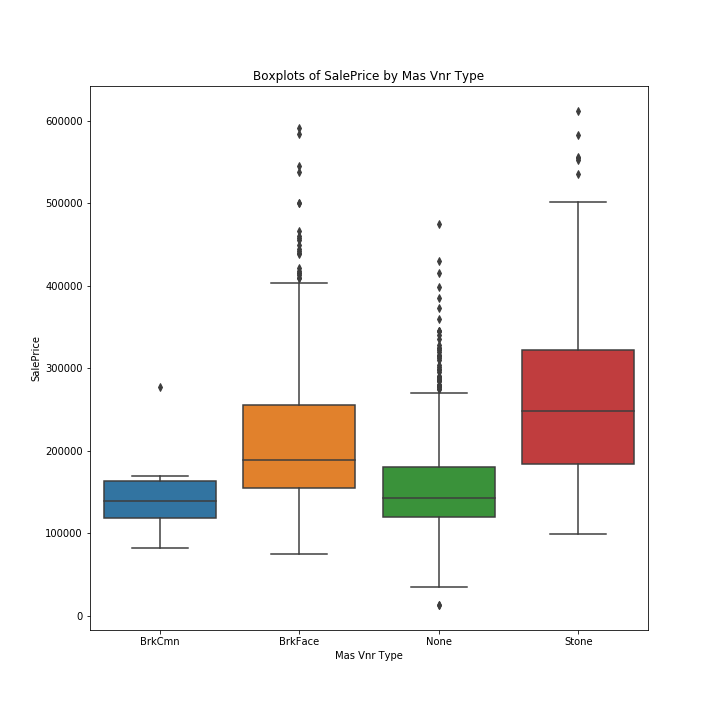 Boxplots of SalePrice by Mas Vnr Type
600000
500000
400000
300000
200000
100000
0
SalePrice
BrkCmn BrkFace None Stone
Mas Vnr Type